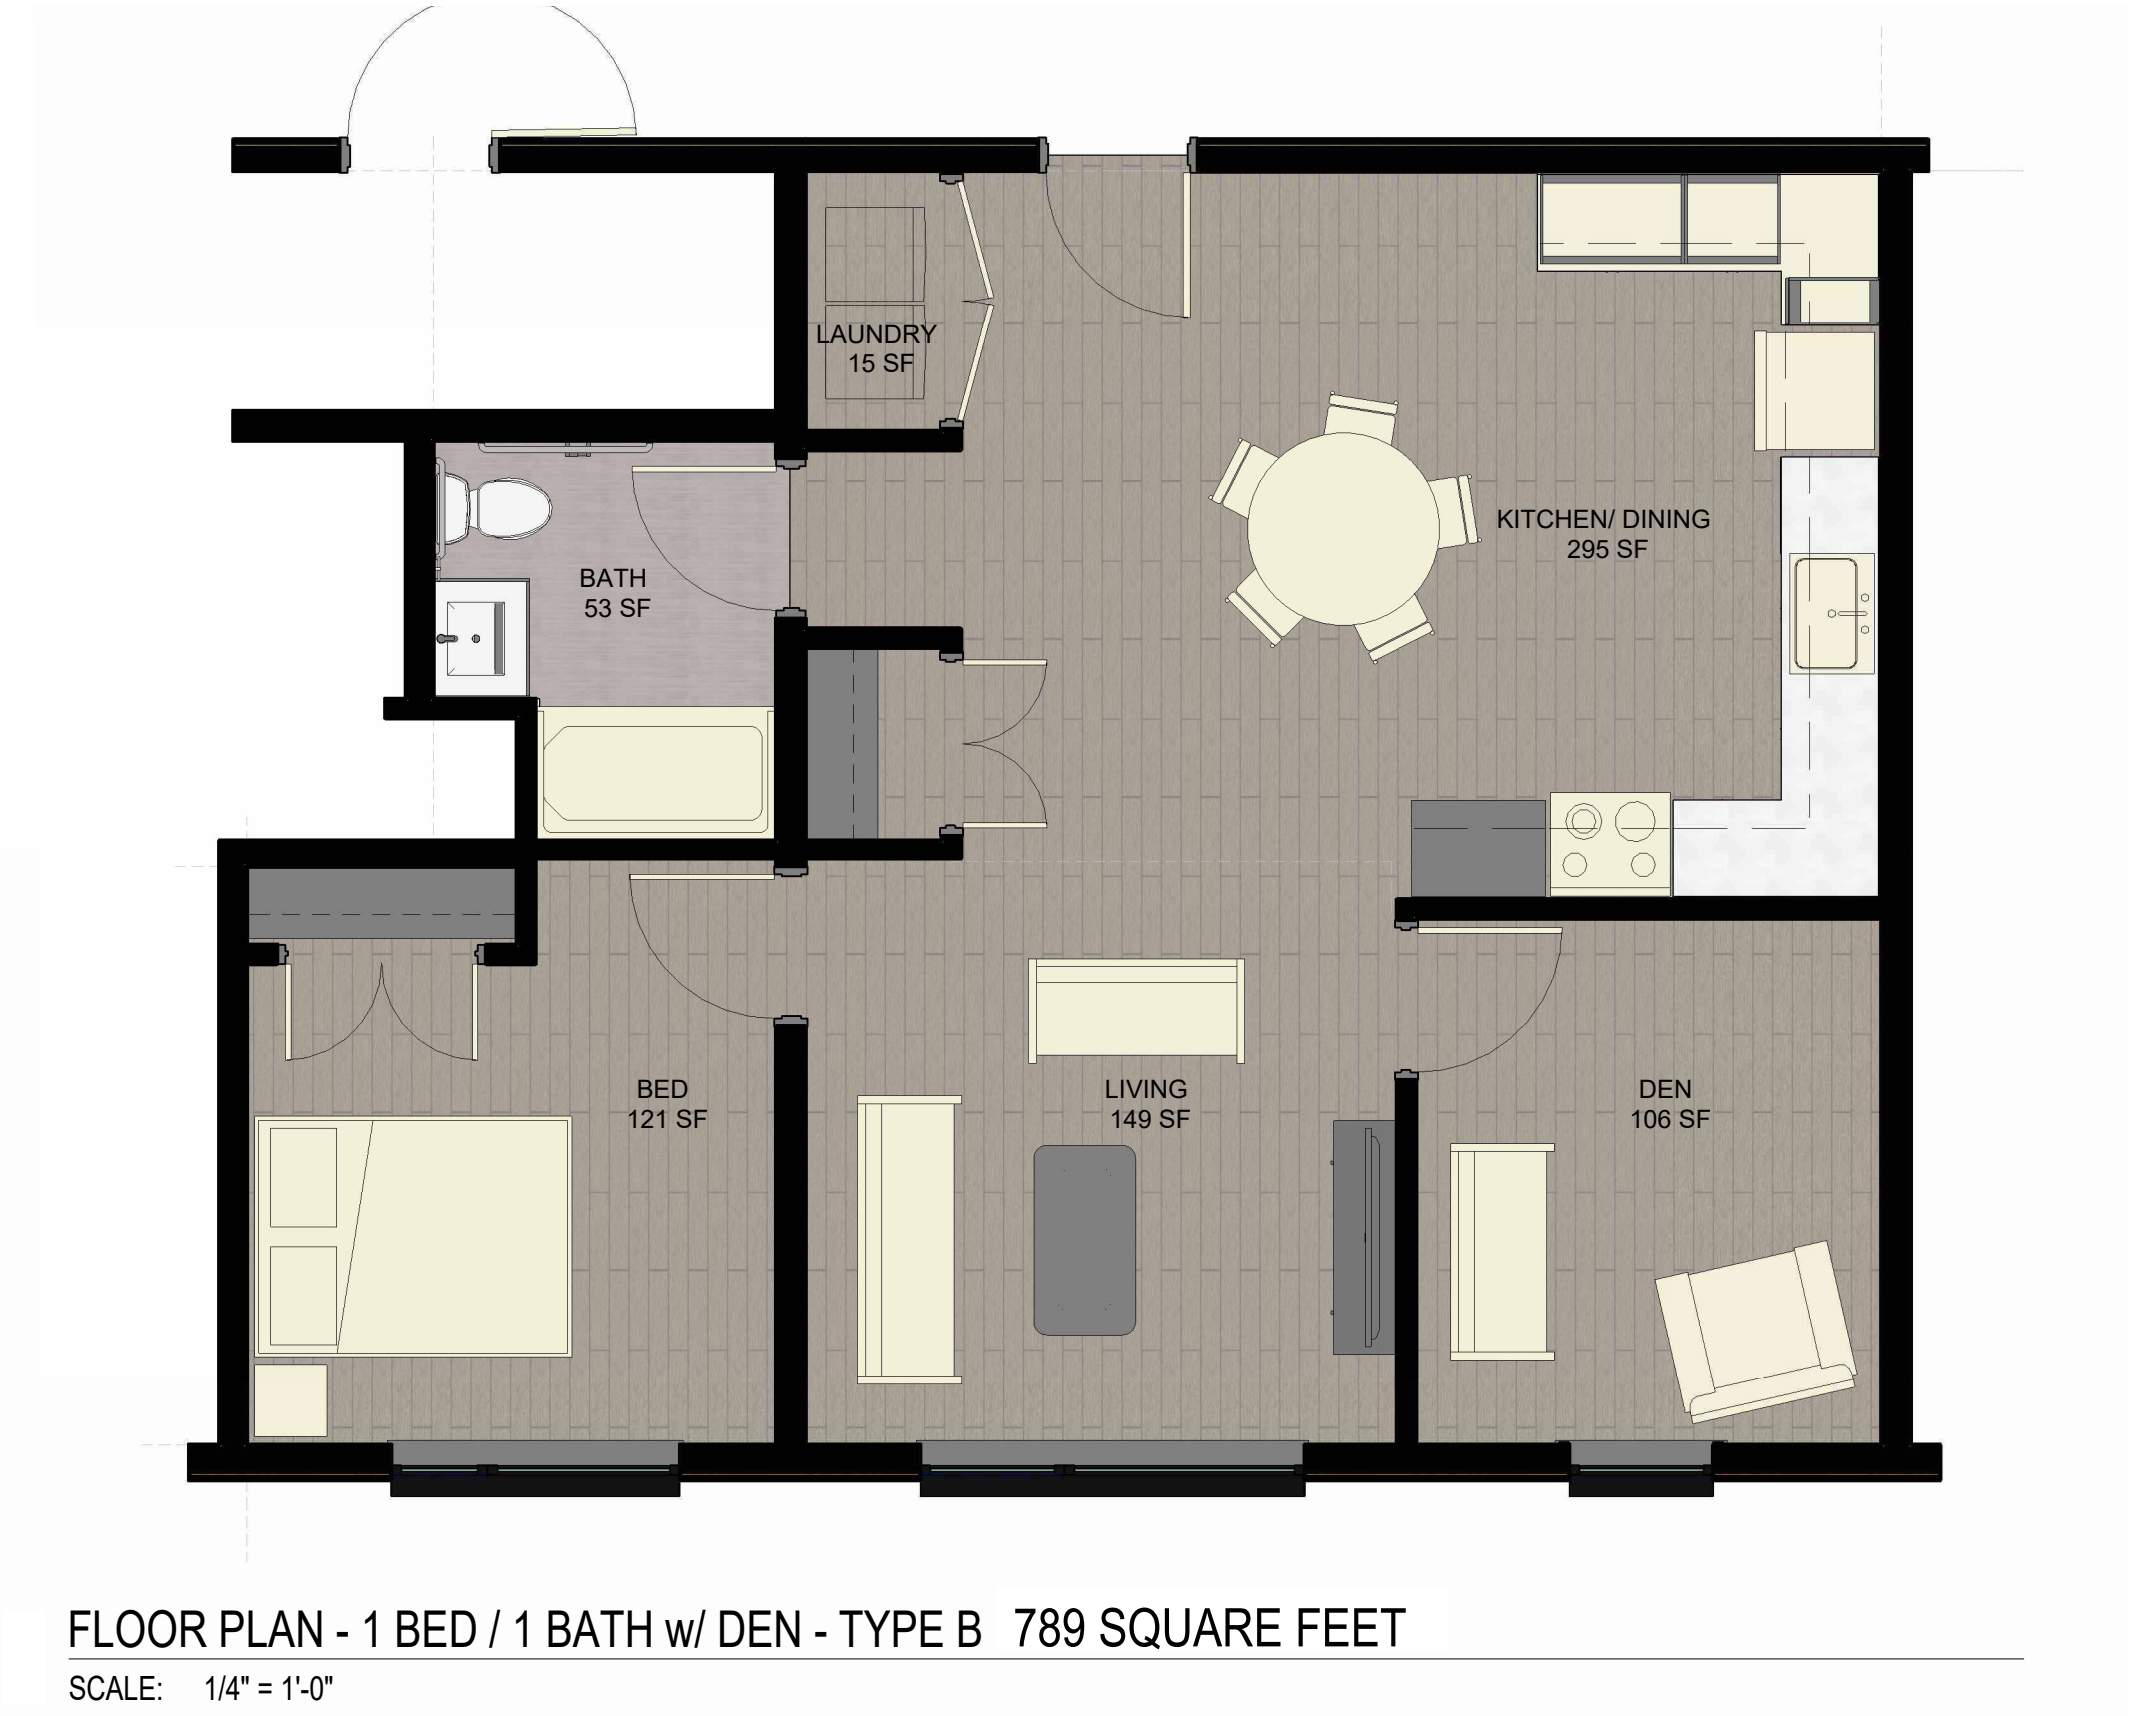 LAUNDRY
15 SF
KITCHEN/ DINING
295 SF
BATH
53 SF
BED
121 SF
LIVING
149 SF
DEN
106 SF
FLOOR PLAN - 1 BED / 1 BATH w/ DEN - TYPE B 789 SQUARE FEET
SCALE: 1/4" = 1'-0"